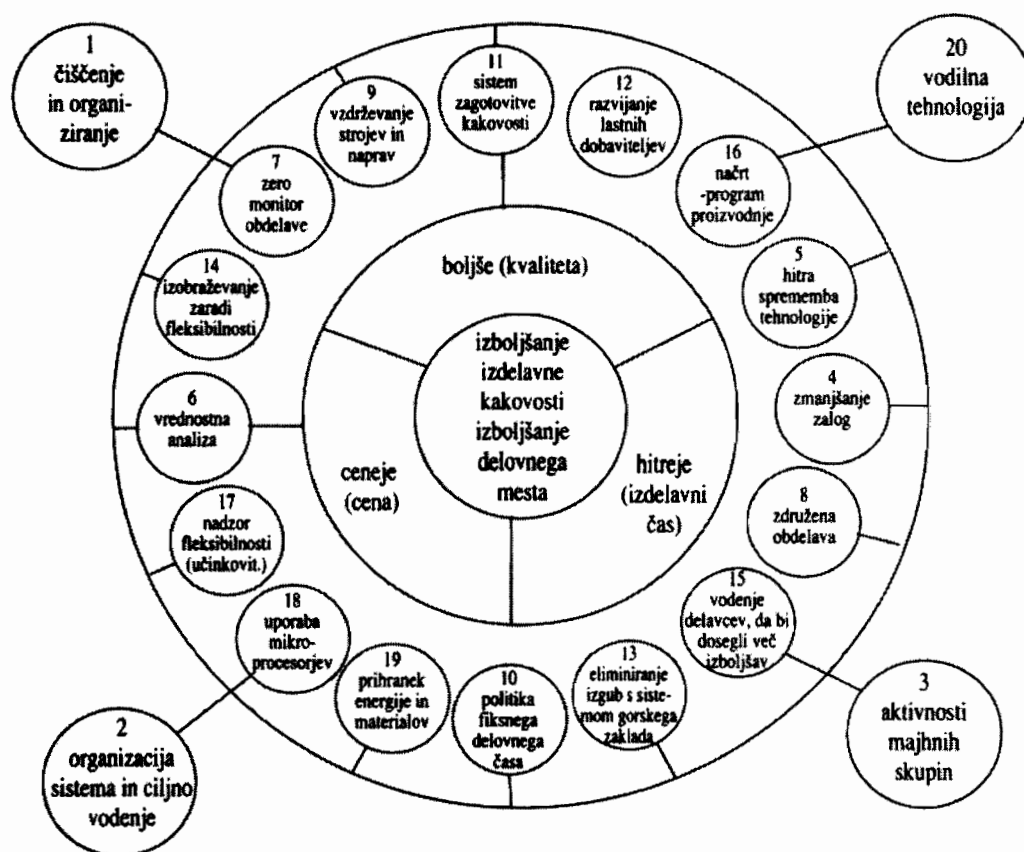 1
čiščenje
in organi-
ziranje
20
vodilna
tehnologija
11
sistem
zagotovitve
kakovosti
12
razvijanje
lastnih
dobaviteljev
9
vzdrževanje
strojev in
naprav
7
zero
monitor
obdelave
16
načrt
-program
proizvodnje
14
izobraževanje
zaradi
fleksibilnosti
5
hitra
sprememba
tehnologije
boljše (kvaliteta)
izboljšanje
izdelavne
kakovosti
izboljšanje
delovnega
mesta
6
vrednostna
analiza
4
zmanjšanje
zalog
ceneje
(cena)
hitreje
(izdelavni
čas)
17
nadzor
fleksibilnosti
(učinkovit.)
8
združena
obdelava
18
uporaba
mikro-
procesorjev
15
vodenje
delavcev, da bi
dosegli več
izboljšav
19
prihranek
energije in
materialov
10
politika
fiksnega
delovnega
časa
13
eliminiranje
izgub s siste-
mom gorskega
zaklada
2
organizacija
sistema in ciljno
vodenje
3
aktivnosti
majhnih
skupin